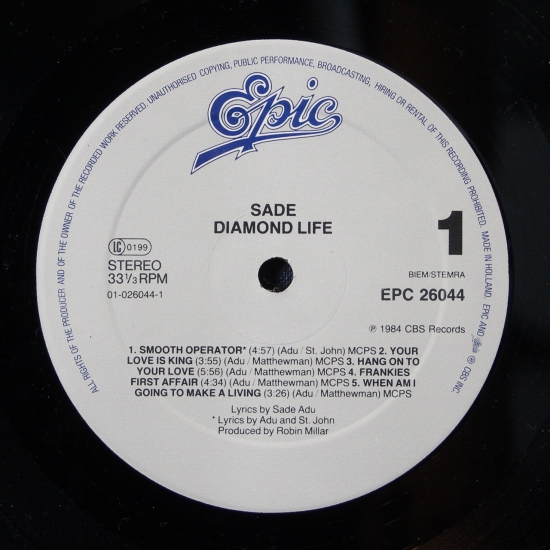 ALL RIGHTS OF THE PRODUCER AND OF THE OWNER OF THE RECORDED WORK RESERVED. UNAUTHORISED COPYING, PUBLIC PERFORMANCE, BROADCASTING, HIRING OR RENTAL OF THIS RECORDING PROHIBITED. MADE IN HOLLAND. EPIC AND Epic ® CBS INC.
Epic
SADE
DIAMOND LIFE
1
LC 0199
STEREO
33⅓ RPM
01-026044-1
BIEM/STEMRA
EPC 26044
℗ 1984 CBS Records
1. SMOOTH OPERATOR* (4:57) (Adu / St. John) MCPS 2. YOUR
LOVE IS KING (3:55) (Adu / Matthewman) MCPS 3. HANG ON TO
YOUR LOVE (5:56) (Adu / Matthewman) MCPS 4. FRANKIES
FIRST AFFAIR (4:34) (Adu / Matthewman) MCPS 5. WHEN AM I
GOING TO MAKE A LIVING (3:26) (Adu / Matthewman) MCPS
Lyrics by Sade Adu
* Lyrics by Adu and St. John
Produced by Robin Millar